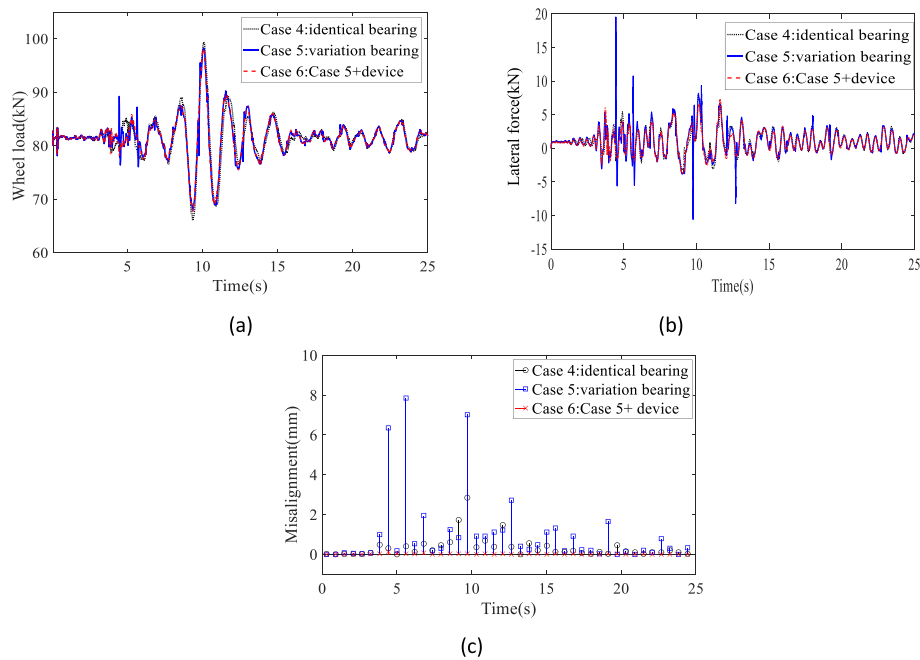 Case 4:identical bearing
Case 5:variation bearing
Case 6:Case 5+device
Wheel load(kN)
100
90
80
70
60
5
10
15
20
25
Time(s)
(a)
Case 4:identical bearing
Case 5:variation bearing
Case 6:Case 5+device
Lateral force(kN)
20
15
10
5
0
-5
-10
-15
0
5
10
15
20
25
Time(s)
(b)
Case 4:identical bearing
Case 5:variation bearing
Case 6:Case 5+ device
Misalignment(mm)
10
8
6
4
2
0
0
5
10
15
20
25
Time(s)
(c)